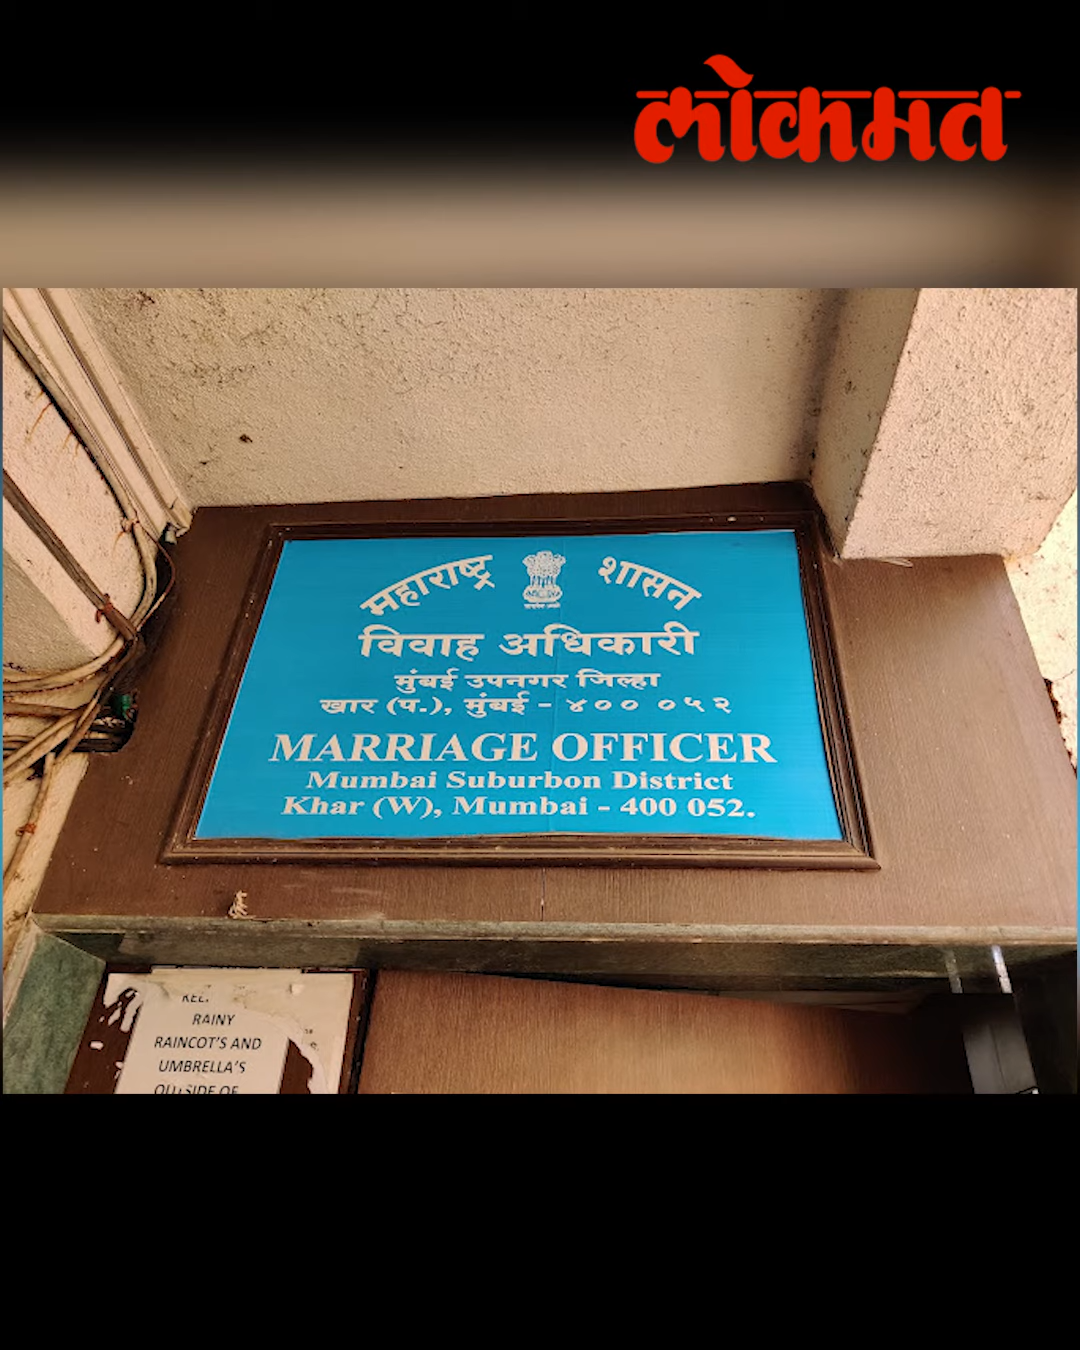 लोकमत
महाराष्ट्र शासन
विवाह अधिकारी
मुंबई उपनगर जिल्हा
खार (प.), मुंबई - ४०० ०५२
MARRIAGE OFFICER
Mumbai Suburbon District
Khar (W), Mumbai - 400 052.
RAINY
RAINCOT'S AND
UMBRELLA'S
OUTSIDE OF